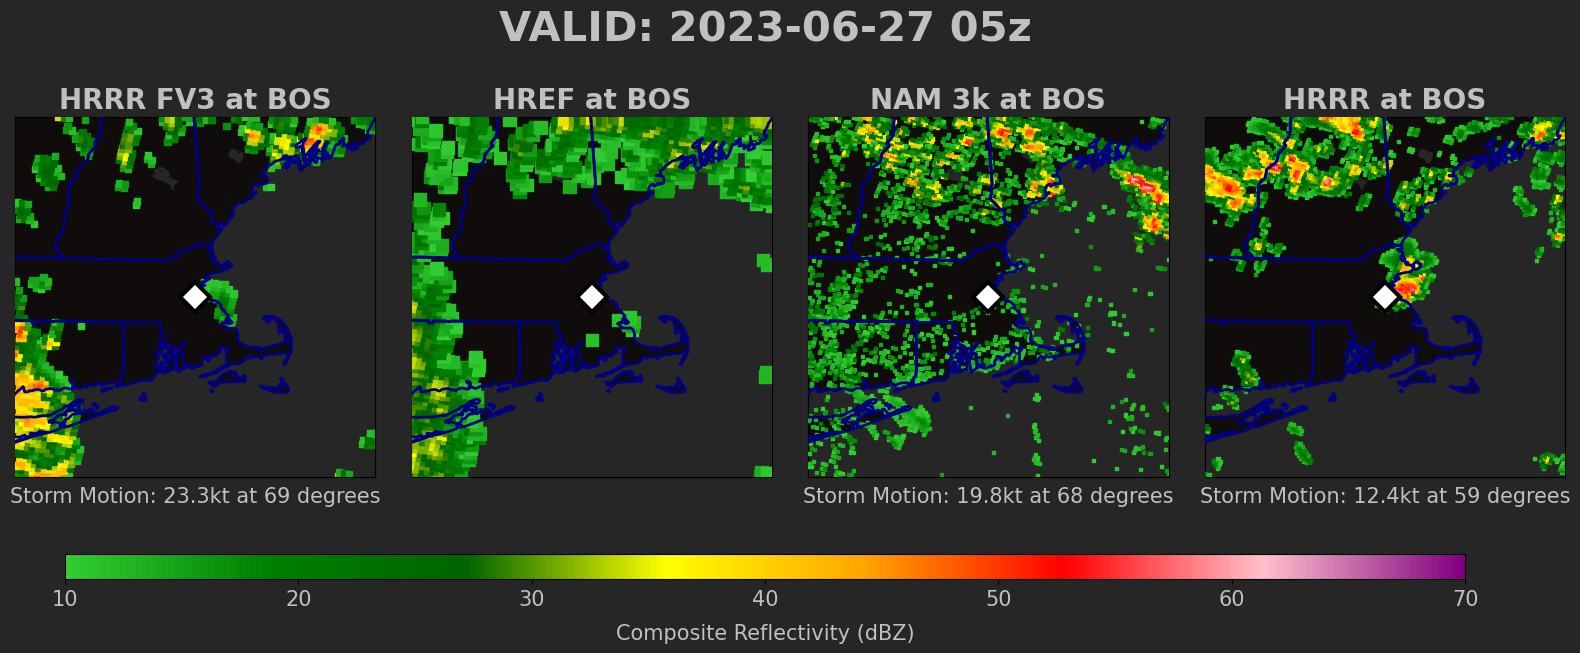 VALID: 2023-06-27 05z
HRRR FV3 at BOS
HREF at BOS
NAM 3k at BOS
HRRR at BOS
Storm Motion: 23.3kt at 69 degrees
Storm Motion: 19.8kt at 68 degrees
Storm Motion: 12.4kt at 59 degrees
10 20 30 40 50 60 70
Composite Reflectivity (dBZ)